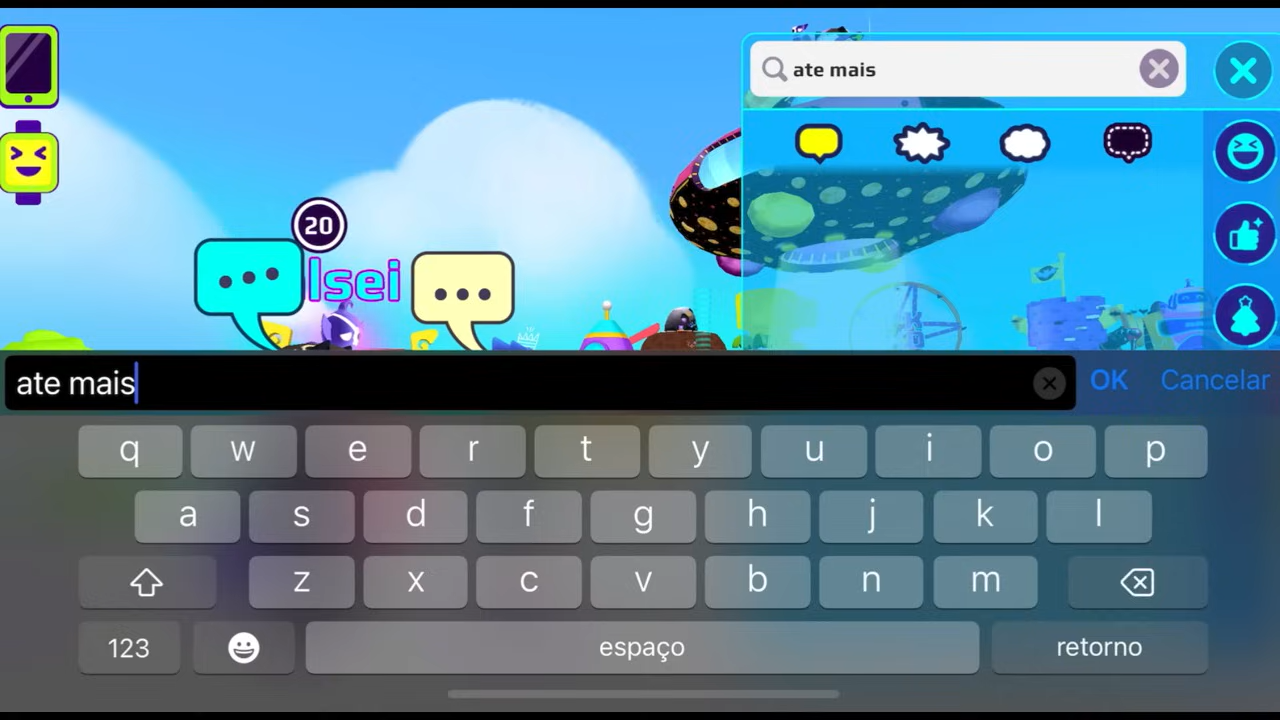 ate mais
20
lsei
ate mais
OK
Cancelar
q w e r t y u i o p
a s d f g h j k l
z x c v b n m
123
espaço
retorno